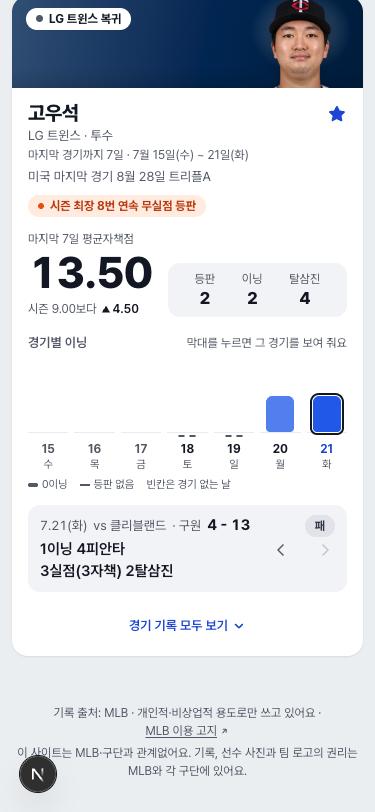 LG 트윈스 복귀
고우석
LG 트윈스 · 투수
마지막 경기까지 7일 · 7월 15일(수) – 21일(화)
미국 마지막 경기 8월 28일 트리플A
시즌 최장 8번 연속 무실점 등판
마지막 7일 평균자책점
13.50
시즌 9.00보다 ▲4.50
등판 이닝 탈삼진
2 2 4
경기별 이닝 막대를 누르면 그 경기를 보여 줘요
15 16 17 18 19 20 21
수 목 금 토 일 월 화
0이닝 등판 없음 빈칸은 경기 없는 날
7.21(화) vs 클리블랜드 · 구원 4 - 13 패
1이닝 4피안타
3실점(3자책) 2탈삼진
경기 기록 모두 보기
기록 출처: MLB · 개인적·비상업적 용도로만 쓰고 있어요 ·
MLB 이용 고지 ↗
이 사이트는 MLB·구단과 관계없어요. 기록, 선수 사진과 팀 로고의 권리는
MLB와 각 구단에 있어요.
N